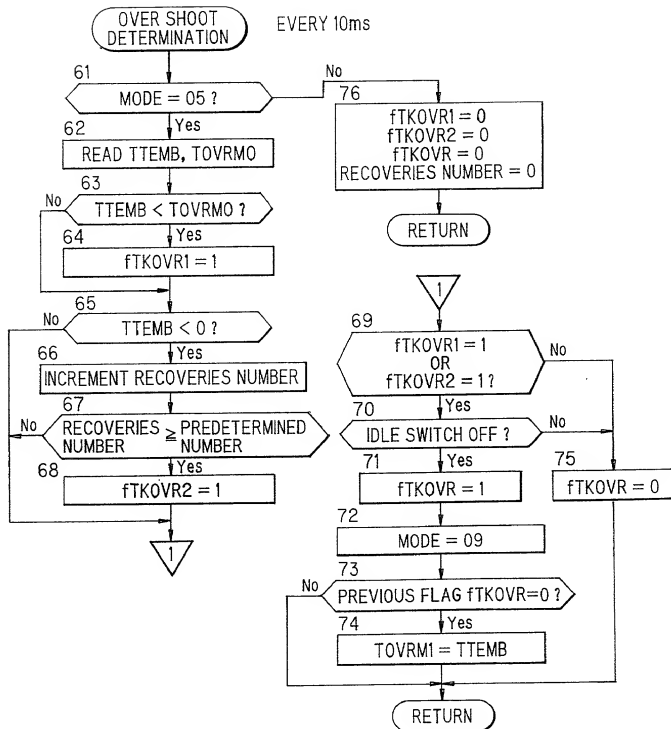 OVER SHOOT
DETERMINATION
EVERY 10ms
61
MODE = 05 ?
No
Yes
62
READ TTEMB, TOVRMO
63
No
TTEMB < TOVRMO ?
Yes
64
fTKOVR1 = 1
65
No
TTEMB < 0 ?
Yes
66
INCREMENT RECOVERIES NUMBER
67
No
RECOVERIES ≧ PREDETERMINED
NUMBER NUMBER
Yes
68
fTKOVR2 = 1
1
76
fTKOVR1 = 0
fTKOVR2 = 0
fTKOVR = 0
RECOVERIES NUMBER = 0
RETURN
1
69
fTKOVR1 = 1
OR
fTKOVR2 = 1?
No
Yes
70
IDLE SWITCH OFF ?
No
Yes
71
fTKOVR = 1
75
fTKOVR = 0
72
MODE = 09
73
No
PREVIOUS FLAG fTKOVR=0 ?
Yes
74
TOVRM1 = TTEMB
RETURN